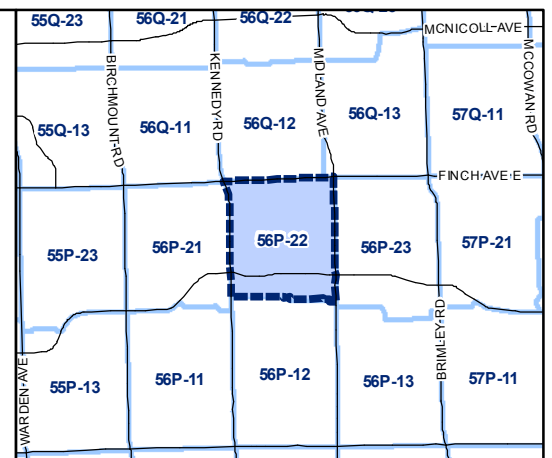 55Q-23
56Q-21
56Q-22
MCNICOLL AVE
BIRCHMOUNT RD
KENNEDY RD
MIDLAND AVE
MCCOWAN RD
55Q-13
56Q-11
56Q-12
56Q-13
57Q-11
FINCH AVE E
55P-23
56P-21
56P-22
56P-23
57P-21
BRIMLEY RD
WARDEN AVE
55P-13
56P-11
56P-12
56P-13
57P-11